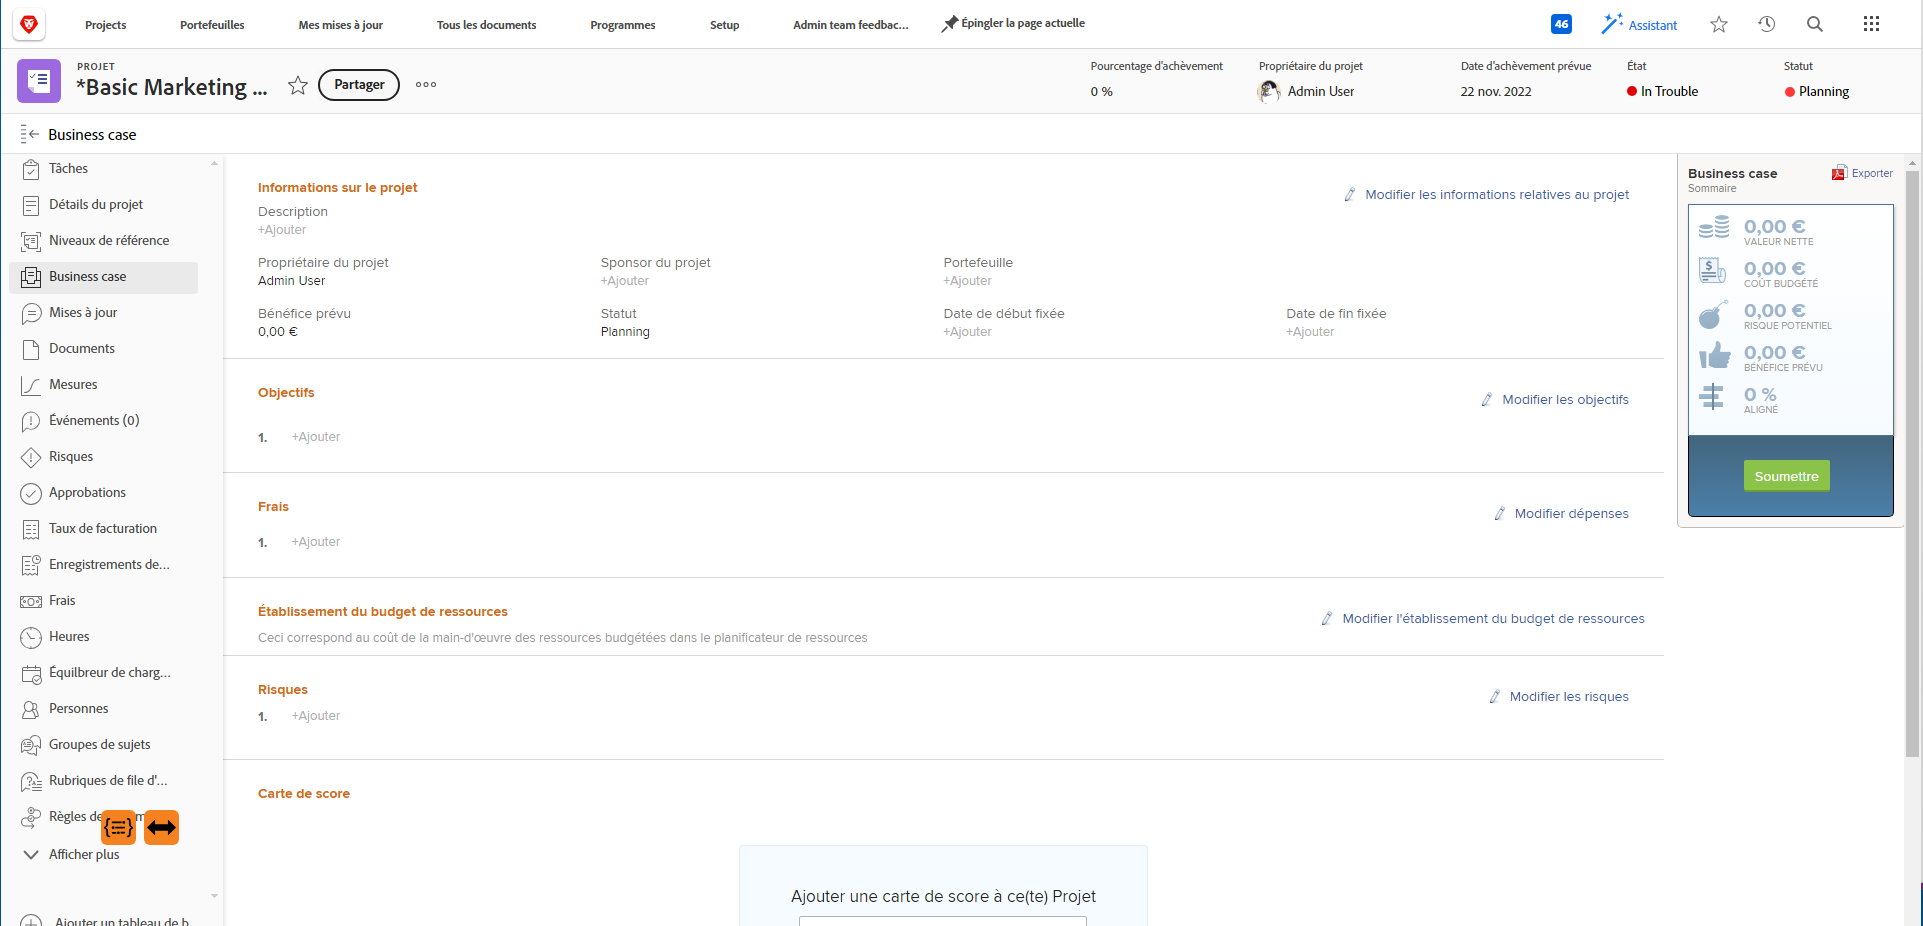 Projects
Portefeuilles
Mes mises à jour
Tous les documents
Programmes
Setup
Admin team feedbac...
Épingler la page actuelle
46
Assistant
PROJET
*Basic Marketing ...
Partager
Pourcentage d'achèvement
0 %
Propriétaire du projet
Admin User
Date d'achèvement prévue
22 nov. 2022
État
In Trouble
Statut
Planning
Business case
Tâches
Détails du projet
Niveaux de référence
Business case
Mises à jour
Documents
Mesures
Événements (0)
Risques
Approbations
Taux de facturation
Enregistrements de...
Frais
Heures
Équilbreur de charg...
Personnes
Groupes de sujets
Rubriques de file d'...
Règles de
Afficher plus
Ajouter un tableau de b
Informations sur le projet
Modifier les informations relatives au projet
Description
+Ajouter
Propriétaire du projet
Admin User
Sponsor du projet
+Ajouter
Portefeuille
+Ajouter
Bénéfice prévu
0,00 €
Statut
Planning
Date de début fixée
+Ajouter
Date de fin fixée
+Ajouter
Objectifs
Modifier les objectifs
1. +Ajouter
Frais
Modifier dépenses
1. +Ajouter
Établissement du budget de ressources
Modifier l'établissement du budget de ressources
Ceci correspond au coût de la main-d'œuvre des ressources budgétées dans le planificateur de ressources
Risques
Modifier les risques
1. +Ajouter
Carte de score
Ajouter une carte de score à ce(te) Projet
Business case
Exporter
Sommaire
0,00 €
VALEUR NETTE
0,00 €
COÛT BUDGÉTÉ
0,00 €
RISQUE POTENTIEL
0,00 €
BÉNÉFICE PRÉVU
0 %
ALIGNÉ
Soumettre